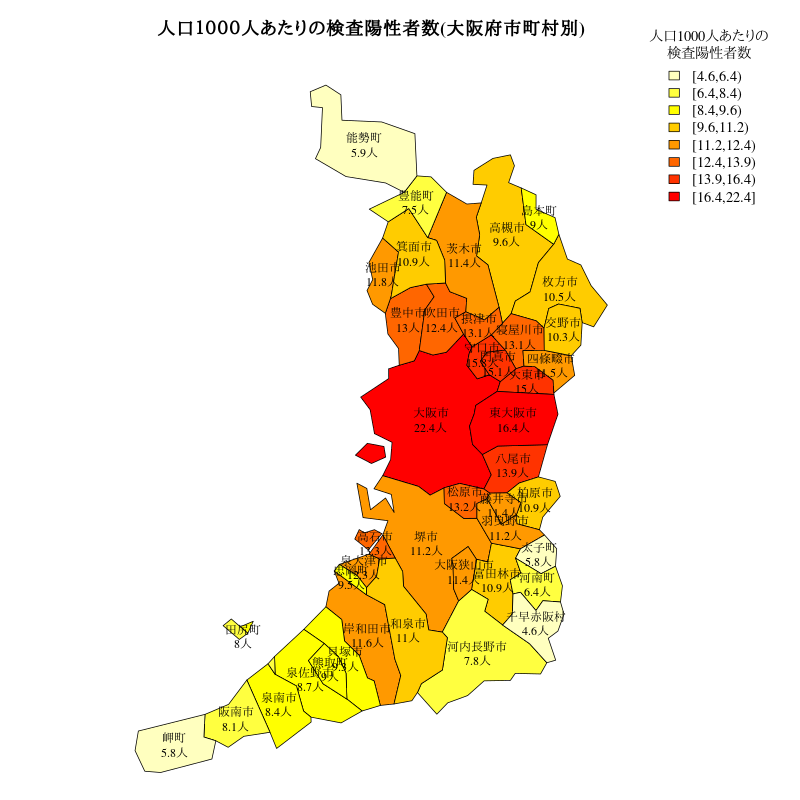 人口1000人あたりの検査陽性者数(大阪府市町村別)
人口1000人あたりの
検査陽性者数
[4.6,6.4)
[6.4,8.4)
[8.4,9.6)
[9.6,11.2)
[11.2,12.4)
[12.4,13.9)
[13.9,16.4)
[16.4,22.4]
能勢町
5.9人
豊能町
7.5人
島本町
9人
高槻市
9.6人
茨木市
11.4人
箕面市
10.9人
池田市
11.8人
枚方市
10.5人
豊中市
13人
吹田市
12.4人
摂津市
13.1人
寝屋川市
13.1人
交野市
10.3人
守口市
15.8人
門真市
15.1人
四條畷市
11.5人
大東市
15人
大阪市
22.4人
東大阪市
16.4人
八尾市
13.9人
松原市
13.2人
藤井寺市
11.4人
柏原市
10.9人
羽曳野市
11.2人
高石市
13.3人
堺市
11.2人
太子町
5.8人
泉大津市
12.3人
忠岡町
9.5人
大阪狭山市
11.4人
富田林市
10.9人
河南町
6.4人
千早赤阪村
4.6人
田尻町
8人
岸和田市
11.6人
和泉市
11人
河内長野市
7.8人
貝塚市
9.3人
熊取町
9人
泉佐野市
8.7人
泉南市
8.4人
阪南市
8.1人
岬町
5.8人